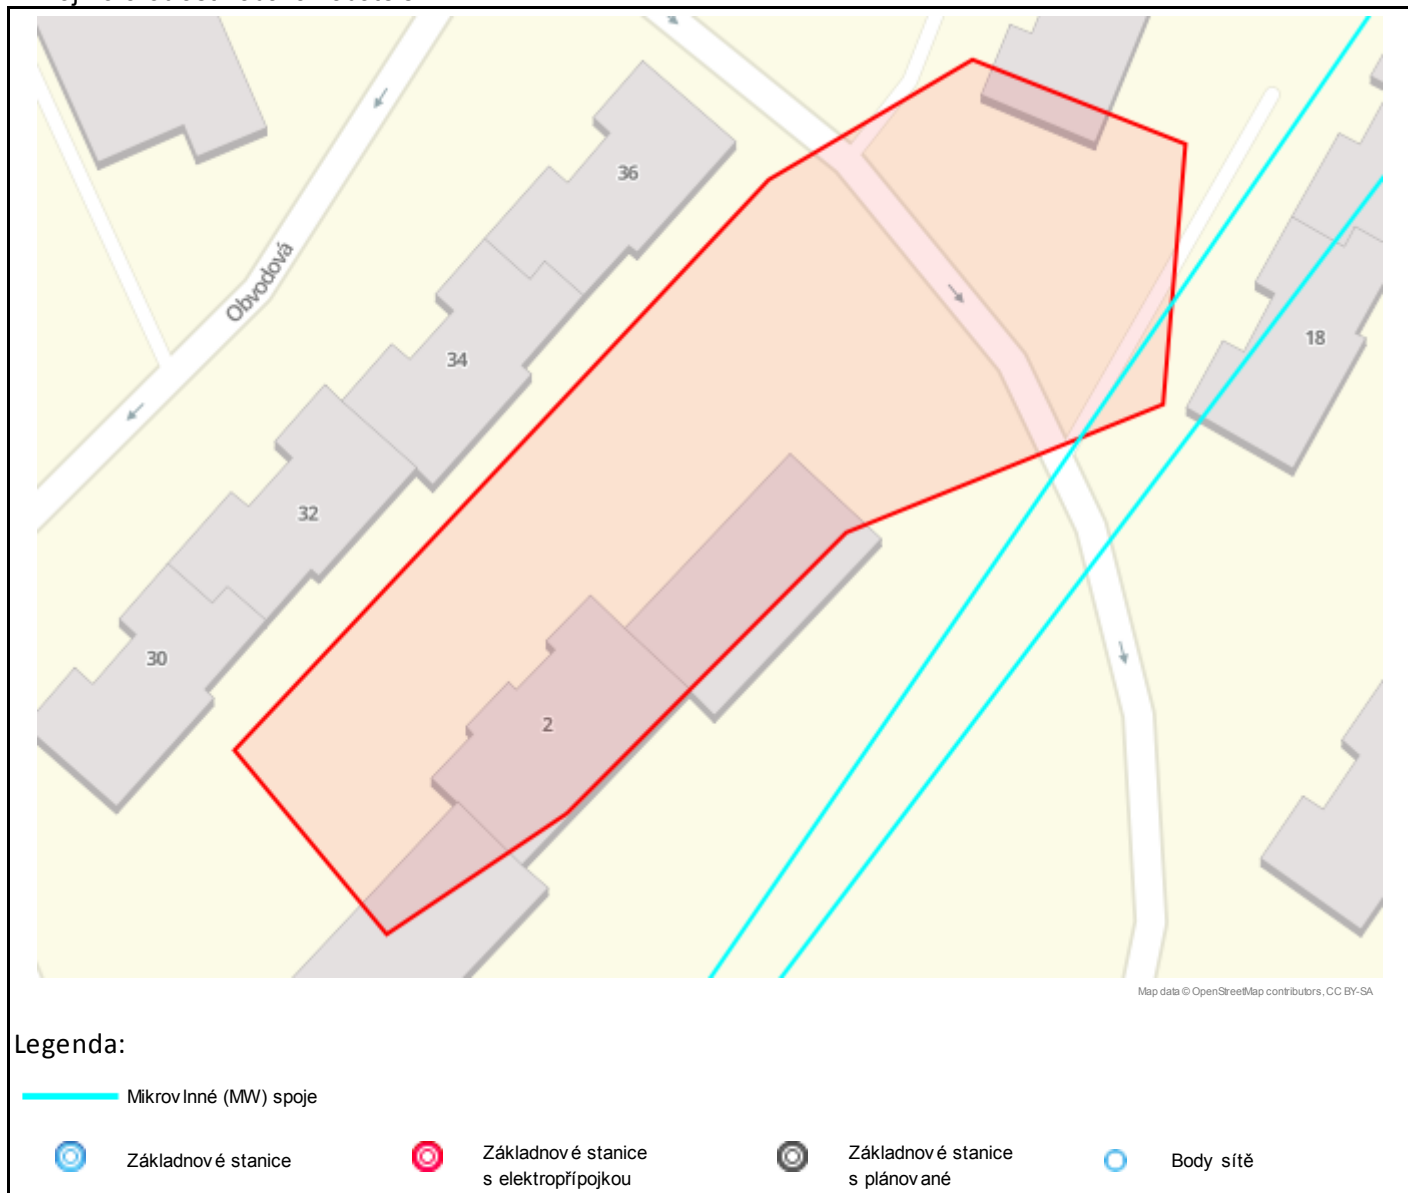 36
Obvodová
34
18
32
30
2
Map data © OpenStreetMap contributors, CC BY-SA
Legenda:
Mikrovlnné (MW) spoje
Základnové stanice
Základnové stanice
s elektropřípojkou
Základnové stanice
s plánované
Body sítě